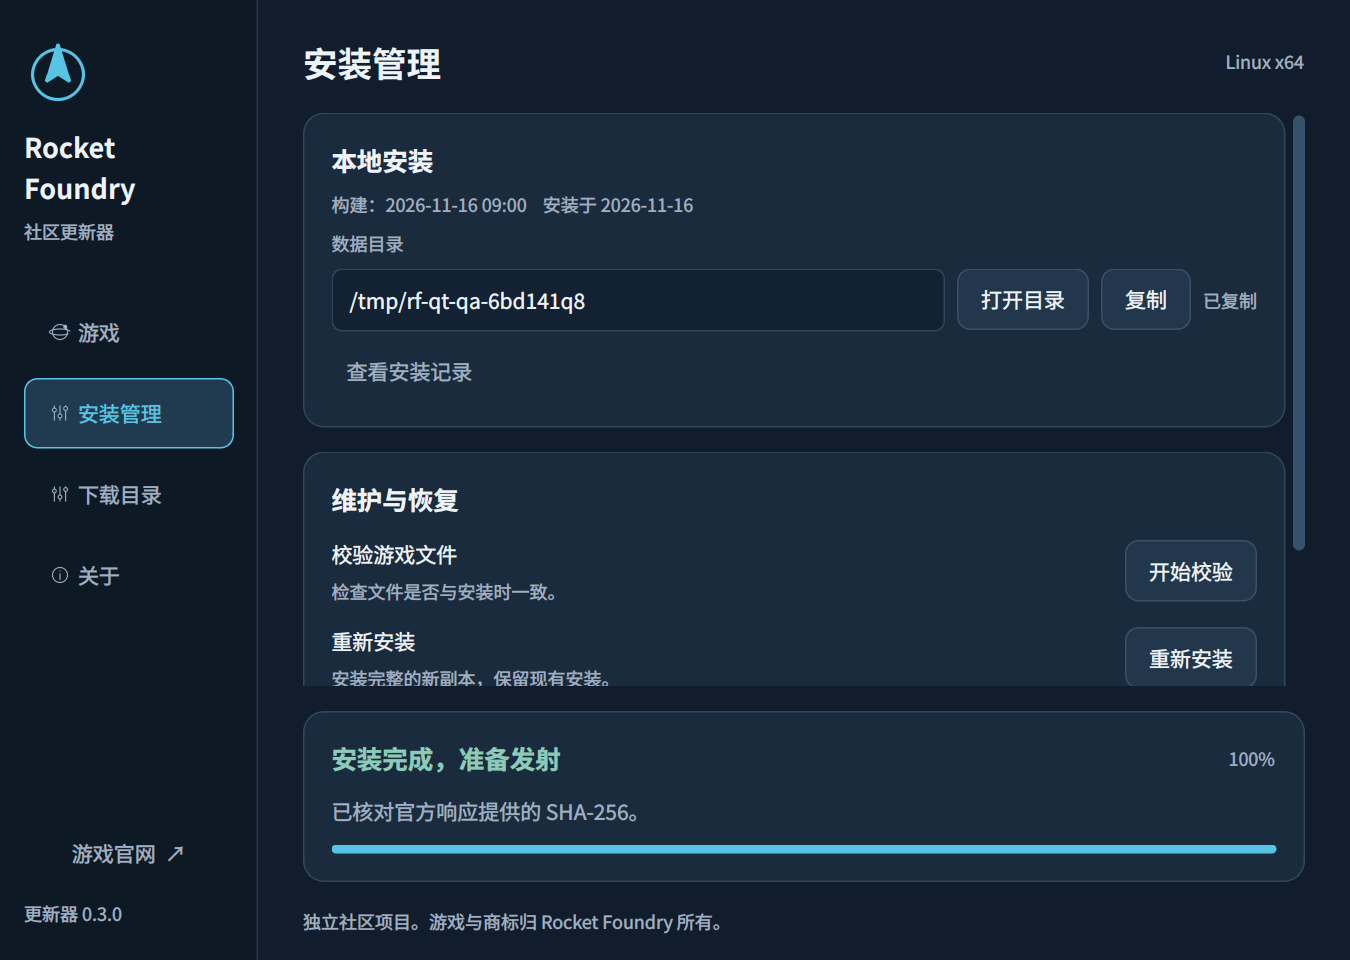 Rocket
Foundry
社区更新器
游戏
安装管理
下载目录
关于
游戏官网 ↗
更新器 0.3.0
安装管理
Linux x64
本地安装
构建：2026-11-16 09:00 安装于 2026-11-16
数据目录
/tmp/rf-qt-qa-6bd141q8
打开目录
复制
已复制
查看安装记录
维护与恢复
校验游戏文件
检查文件是否与安装时一致。
开始校验
重新安装
安装完整的新副本，保留现有安装。
重新安装
安装完成，准备发射
100%
已核对官方响应提供的 SHA-256。
独立社区项目。游戏与商标归 Rocket Foundry 所有。